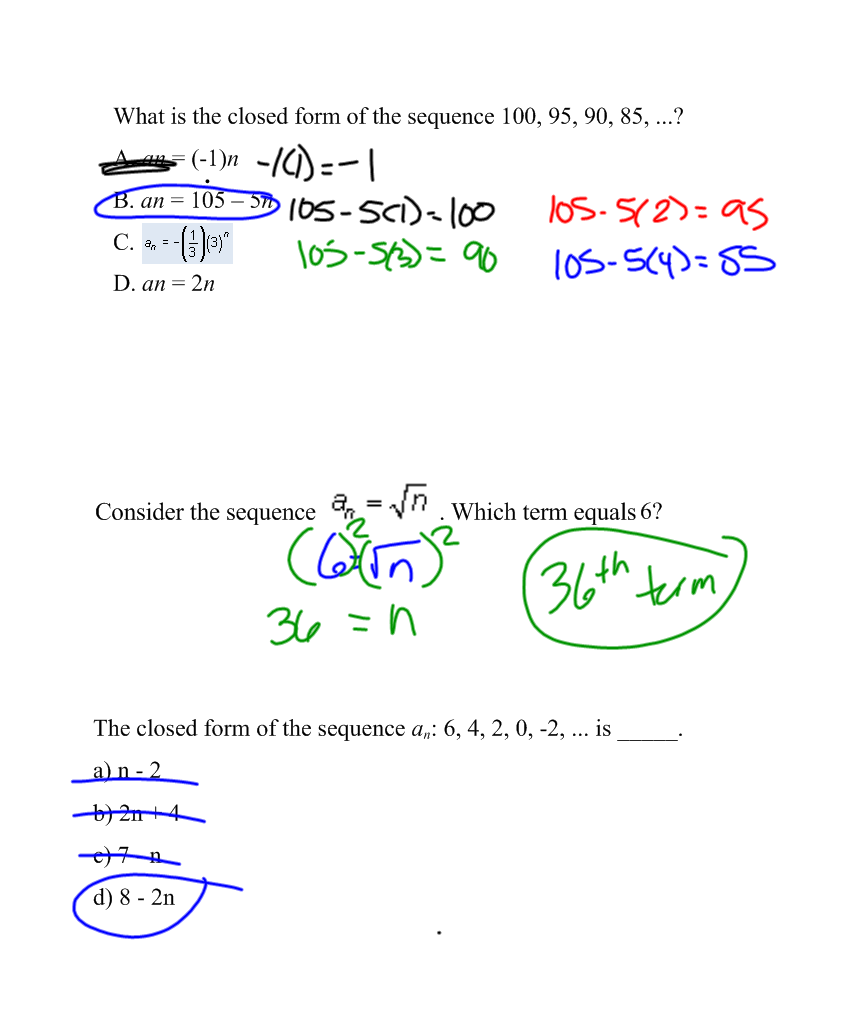 What is the closed form of the sequence 100, 95, 90, 85, ...?
A. an = (-1)n -1(1)=-1
B. an = 105 – 5n 105-5(1)=100 105-5(2)=95
C. aₙ = -(1/3)(3)ⁿ 105-5(3)=90 105-5(4)=85
D. an = 2n
Consider the sequence aₙ = √n . Which term equals 6?
(6)²=(√n)²
36 = n
36th term
The closed form of the sequence aₙ: 6, 4, 2, 0, -2, ... is _____.
a) n - 2
b) 2n + 4
c) 7 - n
d) 8 - 2n